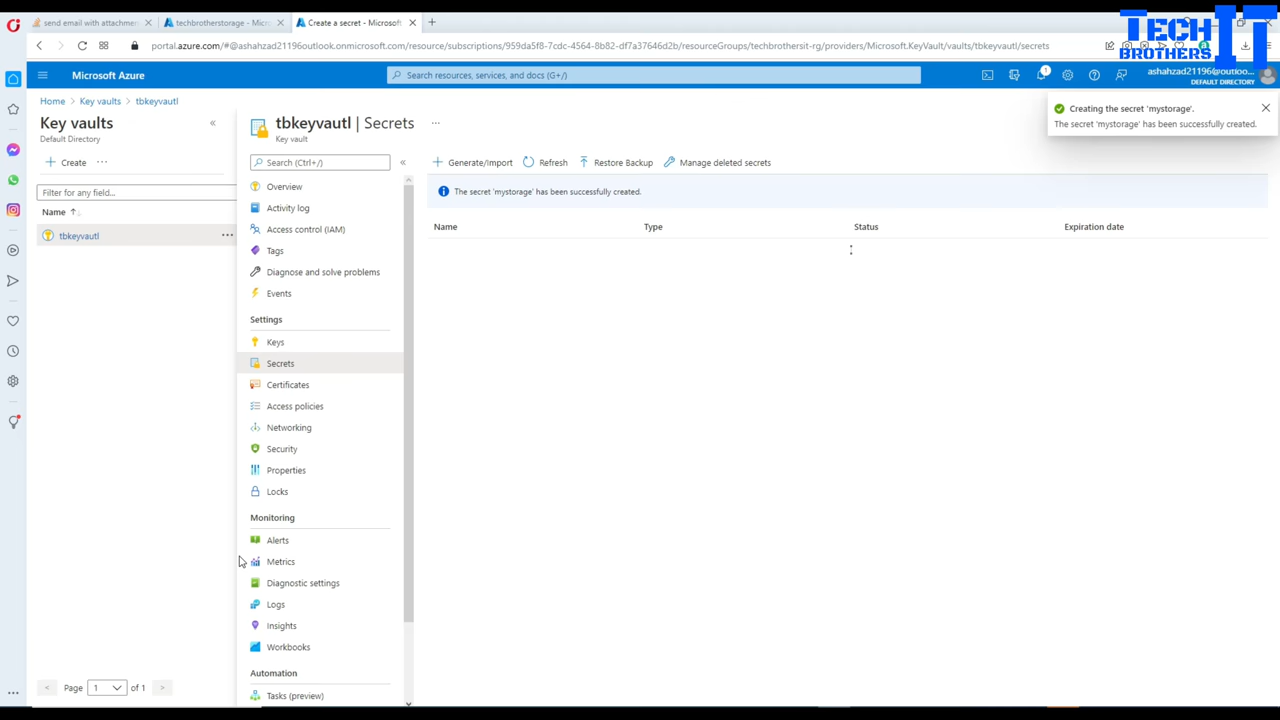 send email with attachmen
techbrotherstorage - Micros
Create a secret - Microsoft
TECH IT
BROTHERS
portal.azure.com/#@ashahzad21196outlook.onmicrosoft.com/resource/subscriptions/959da5f8-7cdc-4564-8b82-df7a37646d2b/resourceGroups/techbrothersit-rg/providers/Microsoft.KeyVault/vaults/tbkeyvautl/secrets
Microsoft Azure
Search resources, services, and docs (G+/)
1
ashahzad21196@outloo...
DEFAULT DIRECTORY
Home > Key vaults > tbkeyvautl
Key vaults
Default Directory
Create
Filter for any field...
Name
tbkeyvautl
Page 1 of 1
tbkeyvautl | Secrets
Key vault
Search (Ctrl+/)
Overview
Activity log
Access control (IAM)
Tags
Diagnose and solve problems
Events
Settings
Keys
Secrets
Certificates
Access policies
Networking
Security
Properties
Locks
Monitoring
Alerts
Metrics
Diagnostic settings
Logs
Insights
Workbooks
Automation
Tasks (preview)
Generate/Import
Refresh
Restore Backup
Manage deleted secrets
The secret 'mystorage' has been successfully created.
Name Type Status Expiration date
Creating the secret 'mystorage'.
The secret 'mystorage' has been successfully created.